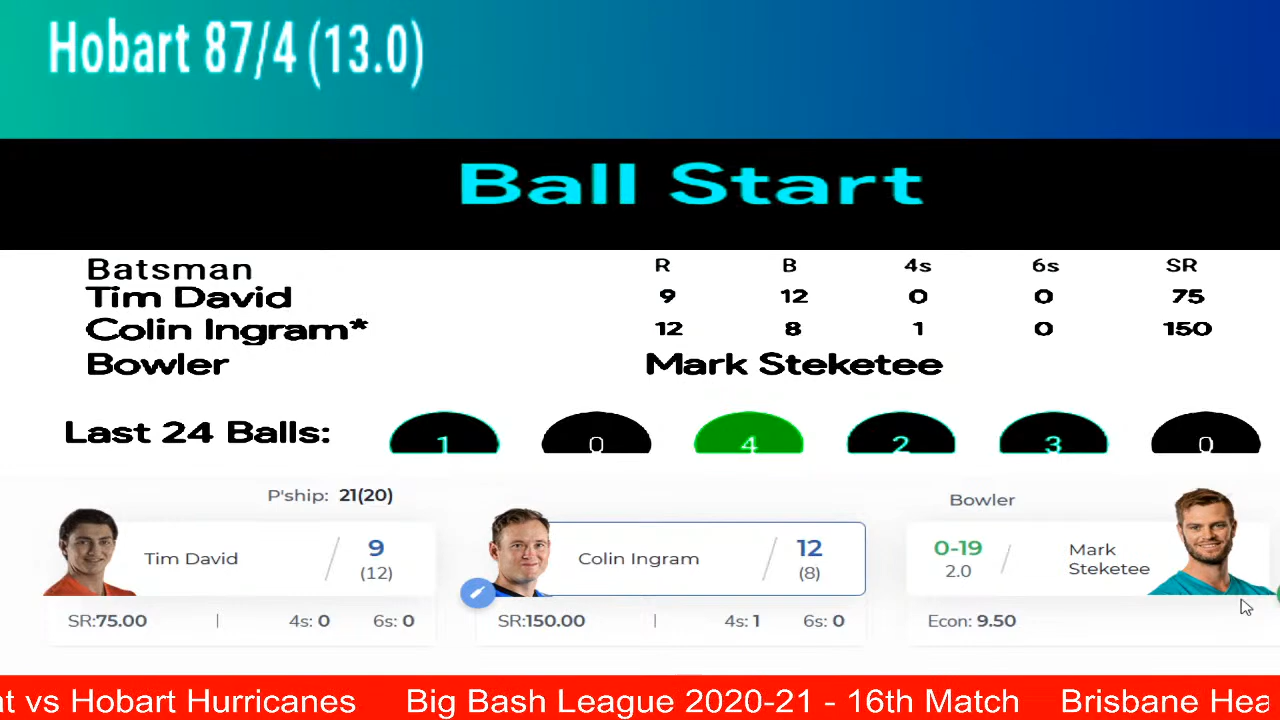 Hobart 87/4 (13.0)
Ball Start
Batsman R B 4s 6s SR
Tim David 9 12 0 0 75
Colin Ingram* 12 8 1 0 150
Bowler Mark Steketee
Last 24 Balls: 1 0 4 2 3 0
P'ship: 21(20)
Tim David 9 (12)
SR:75.00 | 4s: 0 6s: 0
Colin Ingram 12 (8)
SR:150.00 | 4s: 1 6s: 0
Bowler
0-19 2.0 Mark Steketee
Econ: 9.50
vs Hobart Hurricanes Big Bash League 2020-21 - 16th Match Brisbane Hea